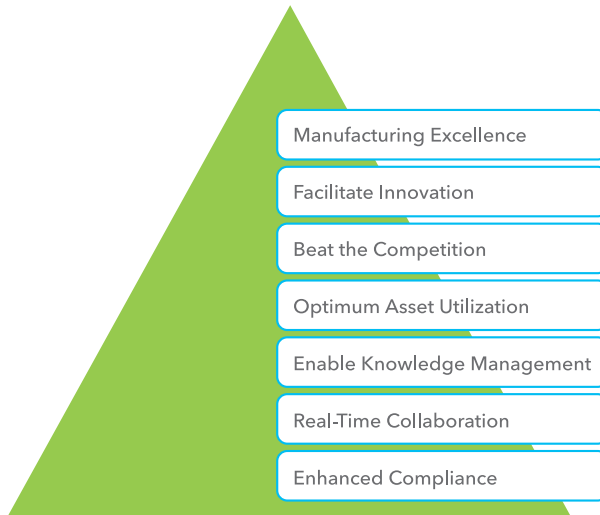 Manufacturing Excellence
Facilitate Innovation
Beat the Competition
Optimum Asset Utilization
Enable Knowledge Management
Real-Time Collaboration
Enhanced Compliance